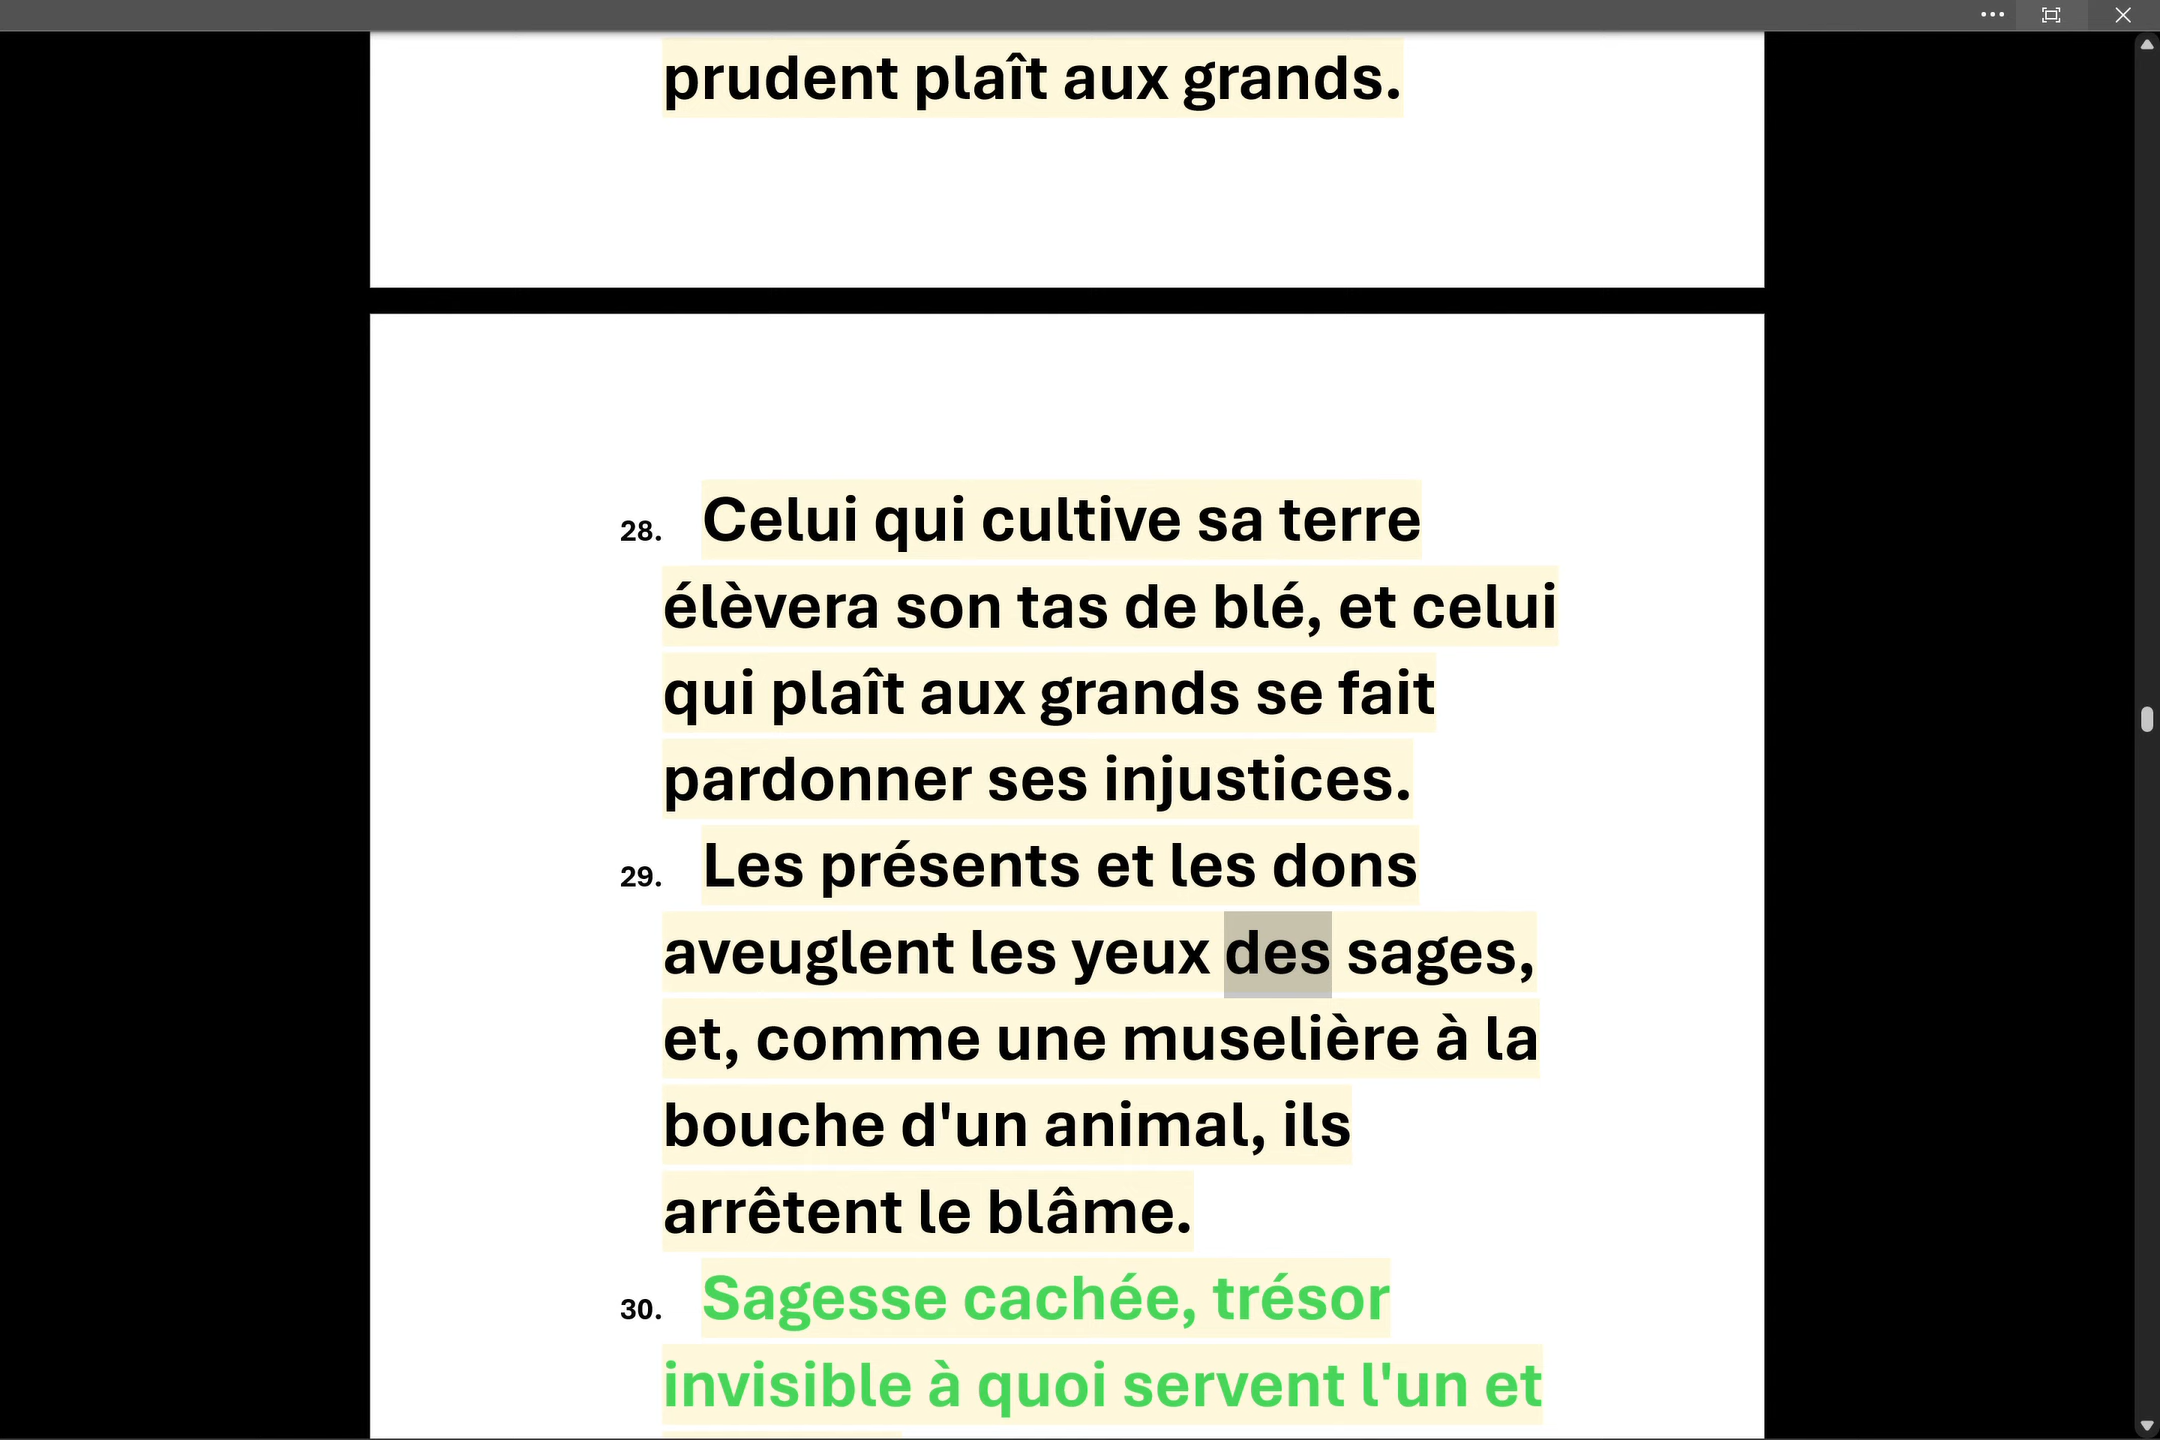 prudent plaît aux grands.
28. Celui qui cultive sa terre
élèvera son tas de blé, et celui
qui plaît aux grands se fait
pardonner ses injustices.
29. Les présents et les dons
aveuglent les yeux des sages,
et, comme une muselière à la
bouche d'un animal, ils
arrêtent le blâme.
30. Sagesse cachée, trésor
invisible à quoi servent l'un et